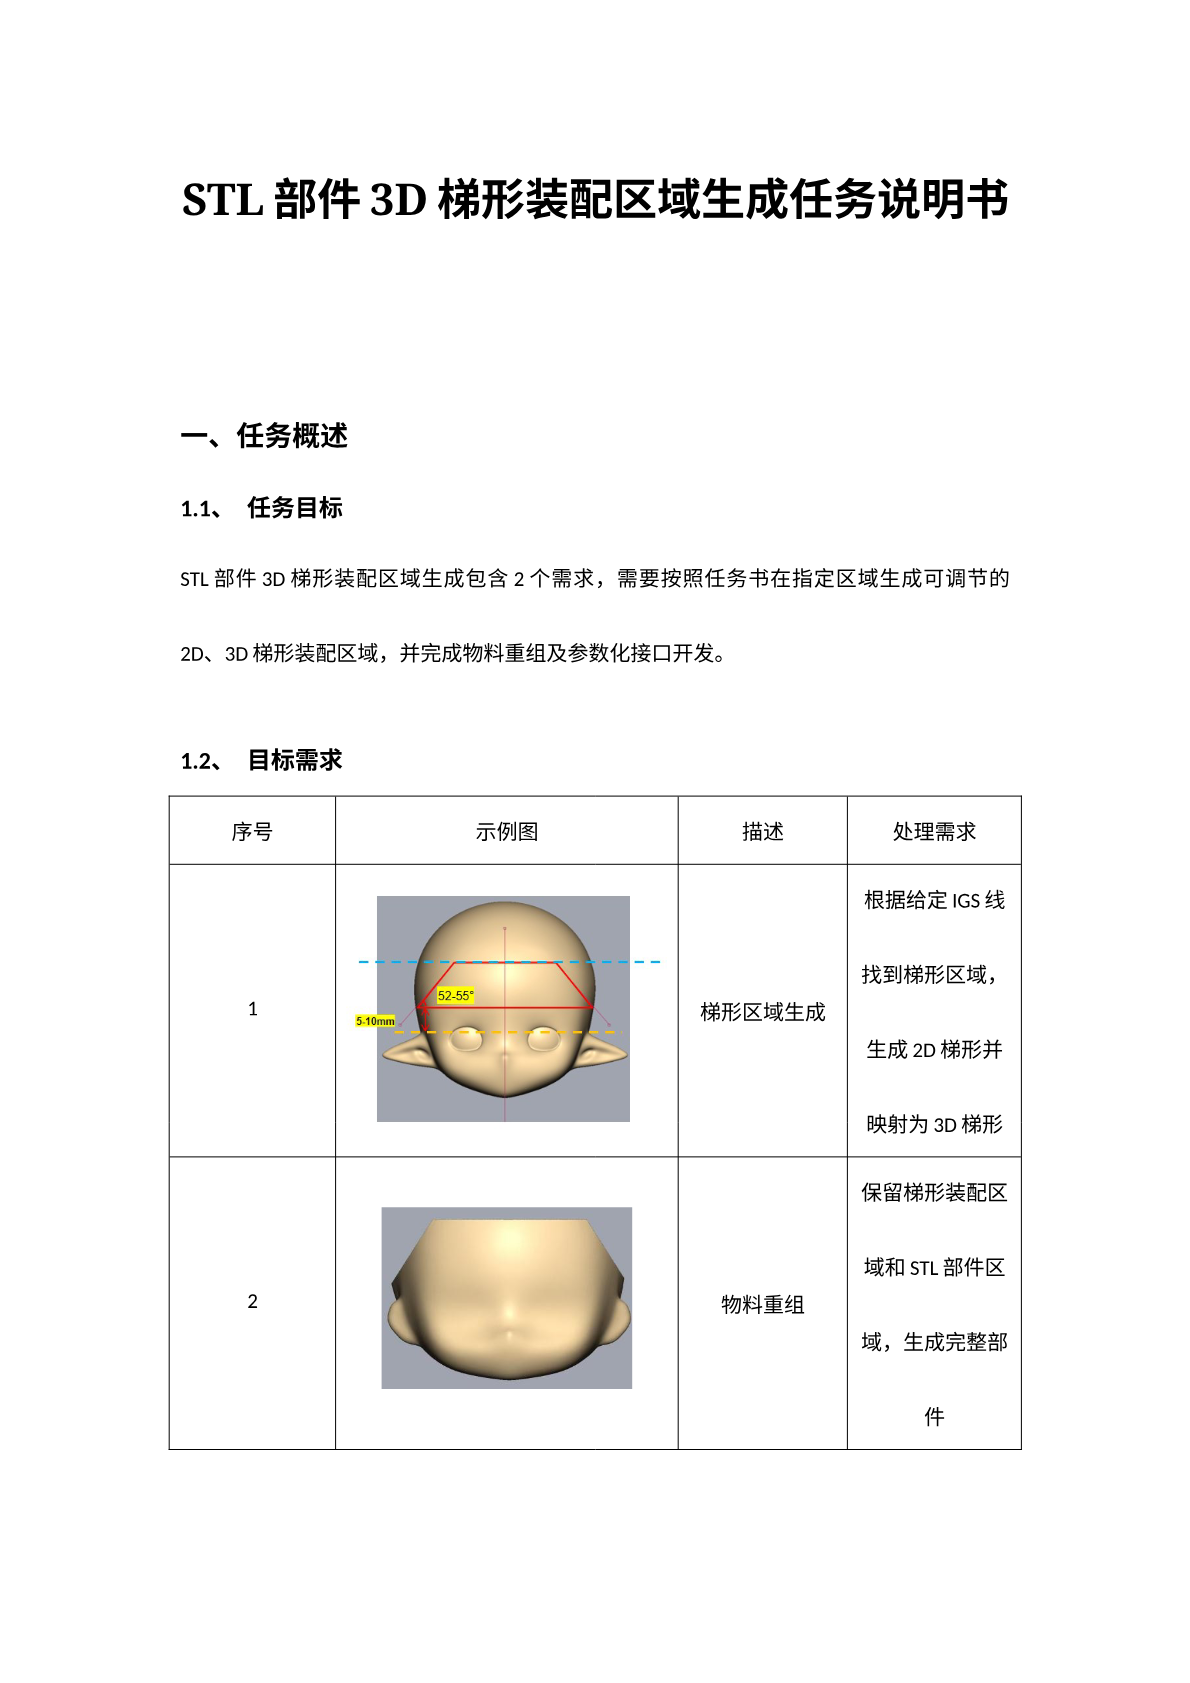 STL 部件 3D 梯形装配区域生成任务说明书
一、任务概述
1.1、 任务目标
STL 部件 3D 梯形装配区域生成包含 2 个需求，需要按照任务书在指定区域生成可调节的
2D、3D 梯形装配区域，并完成物料重组及参数化接口开发。
1.2、 目标需求
序号 示例图 描述 处理需求
1
52-55°
5-10mm
梯形区域生成
根据给定 IGS 线
找到梯形区域，
生成 2D 梯形并
映射为 3D 梯形
2
物料重组
保留梯形装配区
域和 STL 部件区
域，生成完整部
件